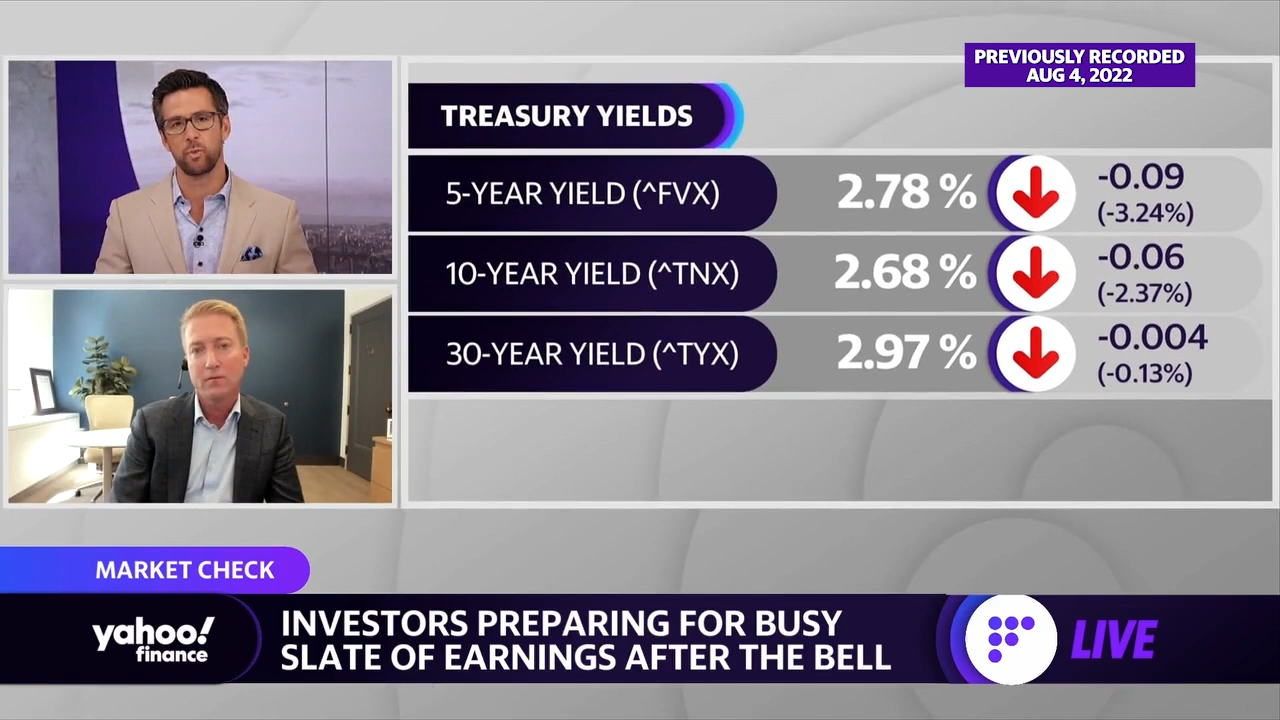 PREVIOUSLY RECORDED
AUG 4, 2022
TREASURY YIELDS
5-YEAR YIELD (^FVX) 2.78 % -0.09
(-3.24%)
10-YEAR YIELD (^TNX) 2.68 % -0.06
(-2.37%)
30-YEAR YIELD (^TYX) 2.97 % -0.004
(-0.13%)
MARKET CHECK
yahoo!
finance
INVESTORS PREPARING FOR BUSY
SLATE OF EARNINGS AFTER THE BELL
LIVE